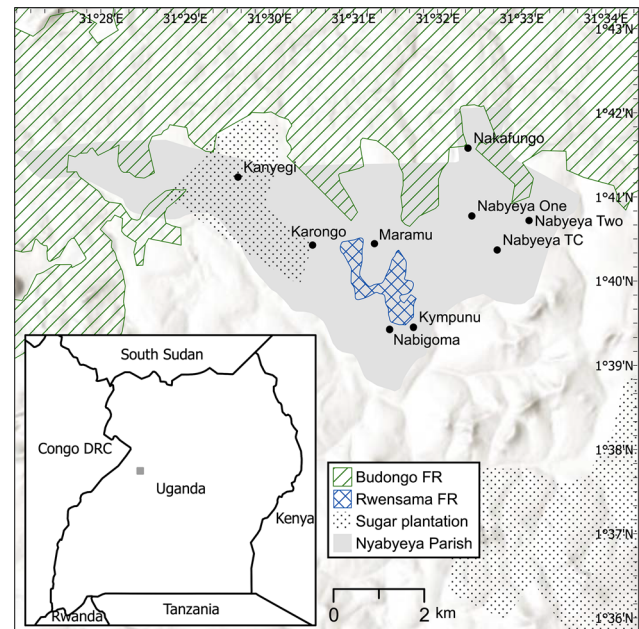 31°28'E 31°29'E 31°30'E 31°31'E 31°32'E 31°33'E 31°34'E
1°43'N
1°42'N
Nakafungo
Kanyegi
1°41'N
Nabyeya One
Nabyeya Two
Karongo
Maramu
Nabyeya TC
1°40'N
Kympunu
Nabigoma
1°39'N
South Sudan
Congo DRC
Uganda
Kenya
Rwanda
Tanzania
1°38'N
Budongo FR
Rwensama FR
Sugar plantation
Nyabyeya Parish
1°37'N
0 2 km
1°36'N